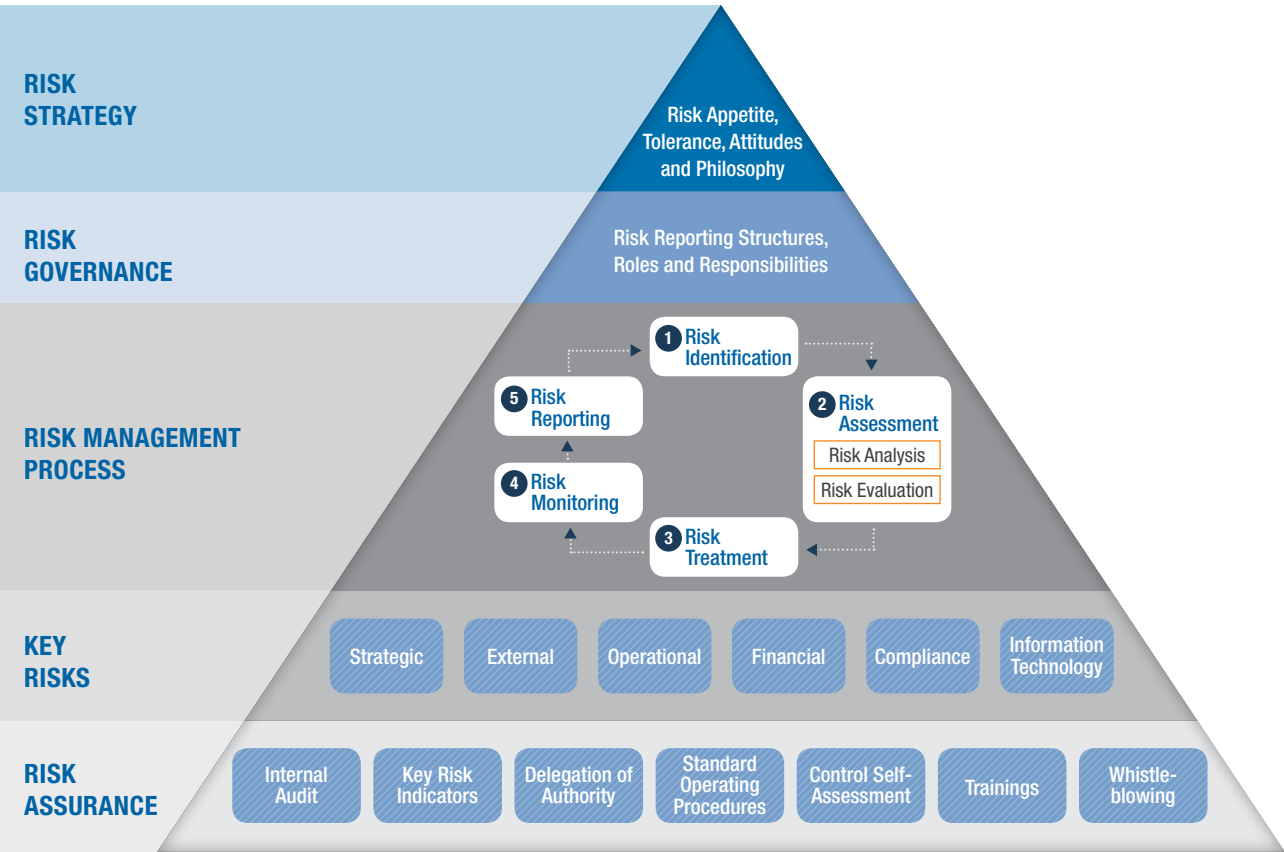 RISK
STRATEGY
Risk Appetite,
Tolerance, Attitudes
and Philosophy
RISK
GOVERNANCE
Risk Reporting Structures,
Roles and Responsibilities
RISK MANAGEMENT
PROCESS
1 Risk
Identification
2 Risk
Assessment
Risk Analysis
Risk Evaluation
3 Risk
Treatment
4 Risk
Monitoring
5 Risk
Reporting
KEY
RISKS
Strategic
External
Operational
Financial
Compliance
Information
Technology
RISK
ASSURANCE
Internal
Audit
Key Risk
Indicators
Delegation of
Authority
Standard
Operating
Procedures
Control Self-
Assessment
Trainings
Whistle-
blowing